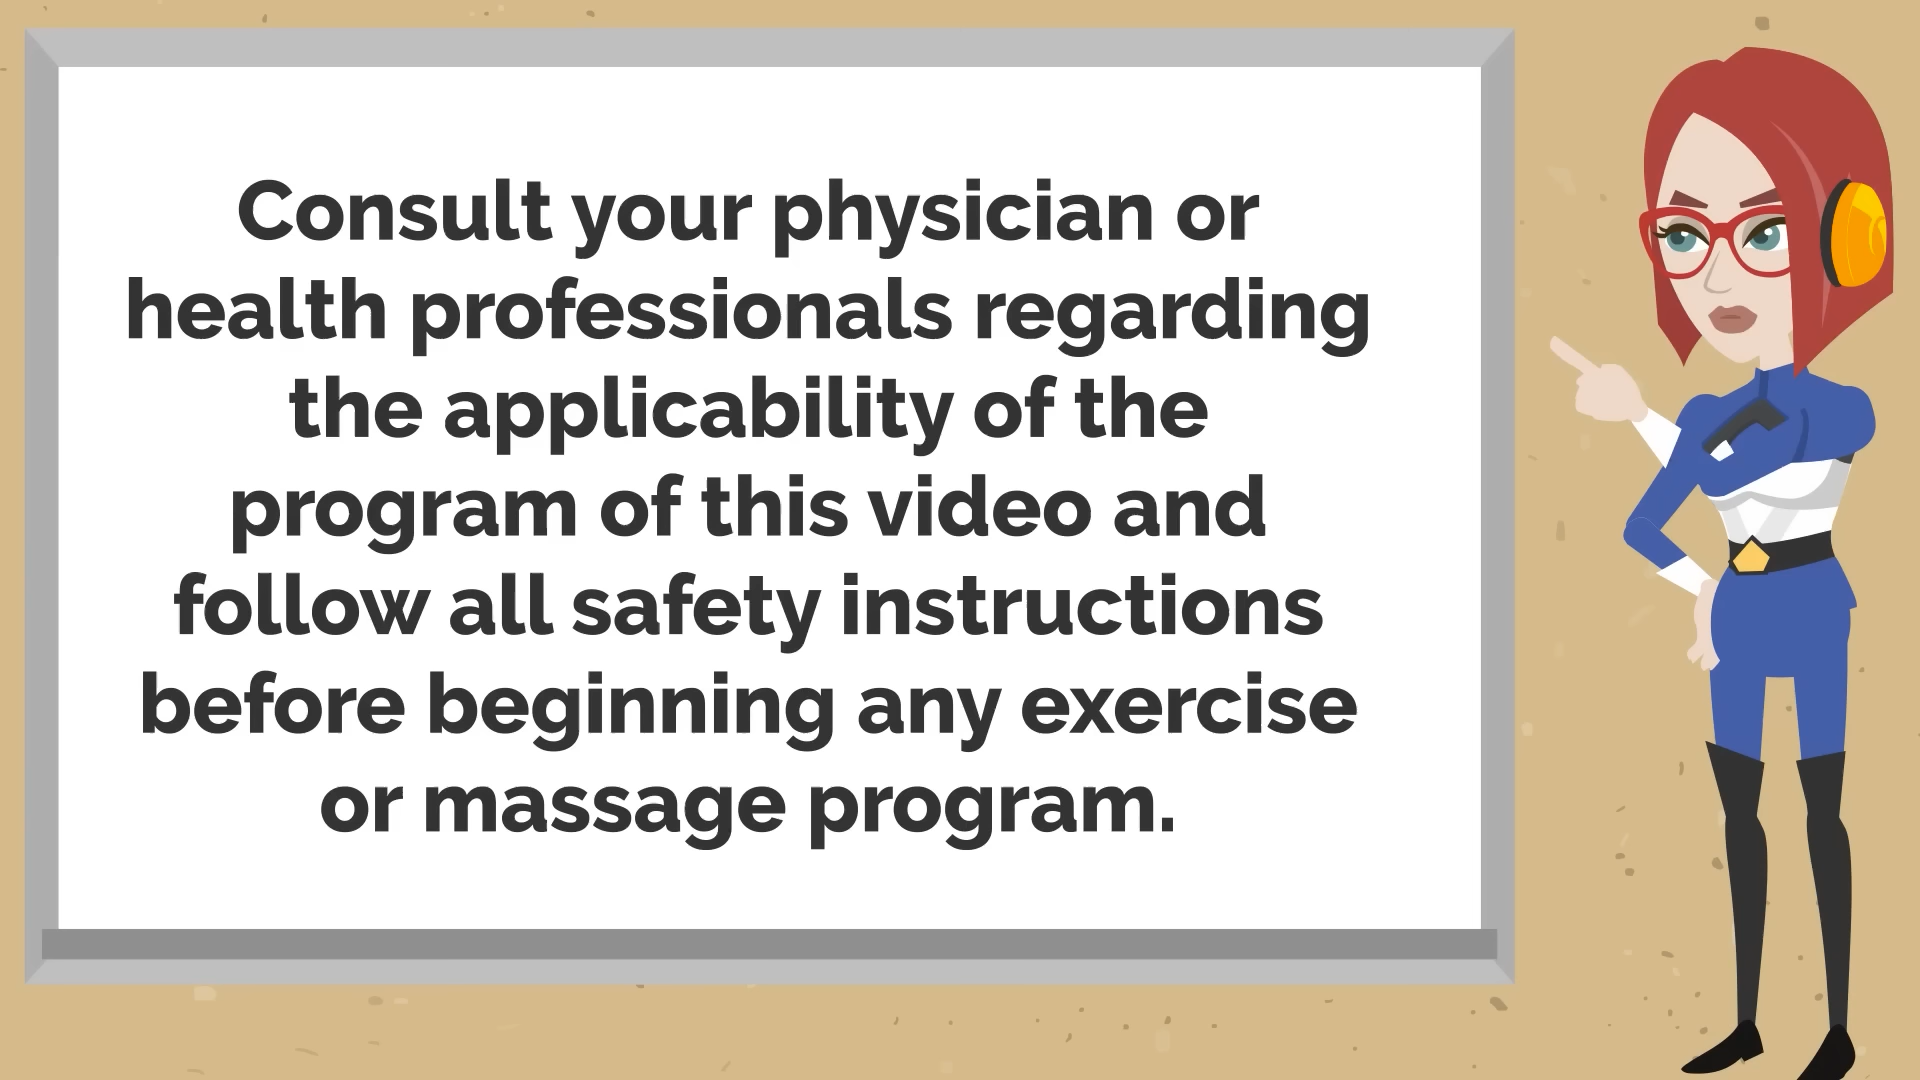 Consult your physician or
health professionals regarding
the applicability of the
program of this video and
follow all safety instructions
before beginning any exercise
or massage program.